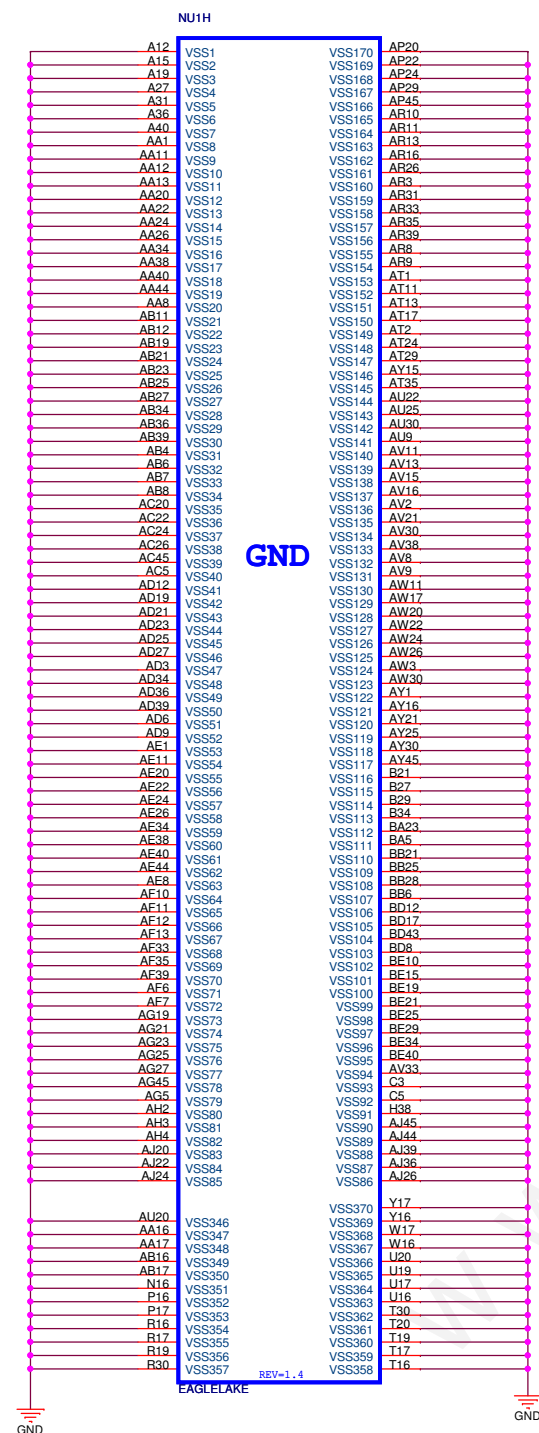 NU1H
A12 VSS1 VSS170 AP20
A15 VSS2 VSS169 AP22
A19 VSS3 VSS168 AP24
A27 VSS4 VSS167 AP29
A31 VSS5 VSS166 AP45
A36 VSS6 VSS165 AR10
A40 VSS7 VSS164 AR11
AA1 VSS8 VSS163 AR13
AA11 VSS9 VSS162 AR16
AA12 VSS10 VSS161 AR26
AA13 VSS11 VSS160 AR3
AA20 VSS12 VSS159 AR31
AA22 VSS13 VSS158 AR33
AA24 VSS14 VSS157 AR35
AA26 VSS15 VSS156 AR39
AA34 VSS16 VSS155 AR8
AA38 VSS17 VSS154 AR9
AA40 VSS18 VSS153 AT1
AA44 VSS19 VSS152 AT11
AA8 VSS20 VSS151 AT13
AB11 VSS21 VSS150 AT17
AB12 VSS22 VSS149 AT2
AB19 VSS23 VSS148 AT24
AB21 VSS24 VSS147 AT29
AB23 VSS25 VSS146 AY15
AB25 VSS26 VSS145 AT35
AB27 VSS27 VSS144 AU22
AB34 VSS28 VSS143 AU25
AB36 VSS29 VSS142 AU30
AB39 VSS30 VSS141 AU9
AB4 VSS31 VSS140 AV11
AB6 VSS32 VSS139 AV13
AB7 VSS33 VSS138 AV15
AB8 VSS34 VSS137 AV16
AC20 VSS35 VSS136 AV2
AC22 VSS36 VSS135 AV21
AC24 VSS37 VSS134 AV30
AC26 VSS38 VSS133 AV38
GND
AC45 VSS39 VSS132 AV8
AC5 VSS40 VSS131 AV9
AD12 VSS41 VSS130 AW11
AD19 VSS42 VSS129 AW17
AD21 VSS43 VSS128 AW20
AD23 VSS44 VSS127 AW22
AD25 VSS45 VSS126 AW24
AD27 VSS46 VSS125 AW26
AD3 VSS47 VSS124 AW3
AD34 VSS48 VSS123 AW30
AD36 VSS49 VSS122 AY1
AD39 VSS50 VSS121 AY16
AD6 VSS51 VSS120 AY21
AD9 VSS52 VSS119 AY25
AE1 VSS53 VSS118 AY30
AE11 VSS54 VSS117 AY45
AE20 VSS55 VSS116 B21
AE22 VSS56 VSS115 B27
AE24 VSS57 VSS114 B29
AE26 VSS58 VSS113 B34
AE34 VSS59 VSS112 BA23
AE38 VSS60 VSS111 BA5
AE40 VSS61 VSS110 BB21
AE44 VSS62 VSS109 BB25
AE8 VSS63 VSS108 BB28
AF10 VSS64 VSS107 BB6
AF11 VSS65 VSS106 BD12
AF12 VSS66 VSS105 BD17
AF13 VSS67 VSS104 BD43
AF33 VSS68 VSS103 BD8
AF35 VSS69 VSS102 BE10
AF39 VSS70 VSS101 BE15
AF6 VSS71 VSS100 BE19
AF7 VSS72 VSS99 BE21
AG19 VSS73 VSS98 BE25
AG21 VSS74 VSS97 BE29
AG23 VSS75 VSS96 BE34
AG25 VSS76 VSS95 BE40
AG27 VSS77 VSS94 AV33
AG45 VSS78 VSS93 C3
AG5 VSS79 VSS92 C5
AH2 VSS80 VSS91 H38
AH3 VSS81 VSS90 AJ45
AH4 VSS82 VSS89 AJ44
AJ20 VSS83 VSS88 AJ39
AJ22 VSS84 VSS87 AJ36
AJ24 VSS85 VSS86 AJ26
VSS370 Y17
AU20 VSS346 VSS369 Y16
AA16 VSS347 VSS368 W17
AA17 VSS348 VSS367 W16
AB16 VSS349 VSS366 U20
AB17 VSS350 VSS365 U19
N16 VSS351 VSS364 U17
P16 VSS352 VSS363 U16
P17 VSS353 VSS362 T30
R16 VSS354 VSS361 T20
R17 VSS355 VSS360 T19
R19 VSS356 VSS359 T17
R30 VSS357 VSS358 T16
REV=1.4
EAGLELAKE
GND GND